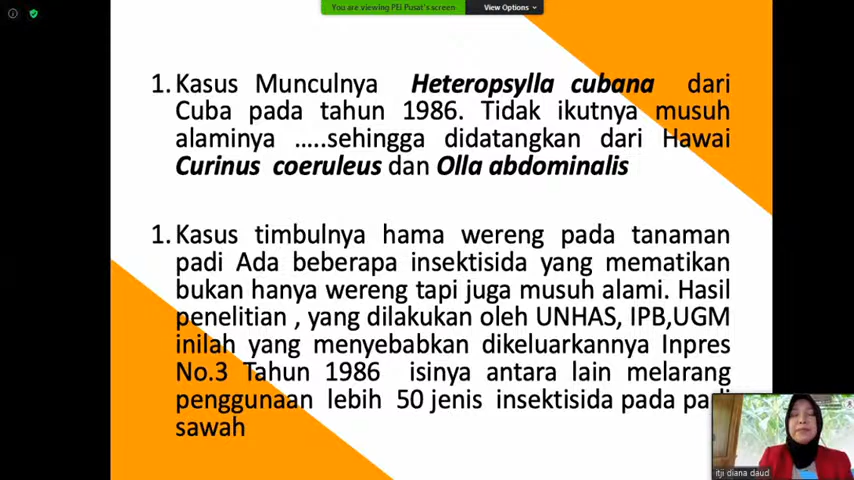 You are viewing PEI Pusat's screen
View Options
1. Kasus Munculnya Heteropsylla cubana dari
Cuba pada tahun 1986. Tidak ikutnya musuh
alaminya …..sehingga didatangkan dari Hawai
Curinus coeruleus dan Olla abdominalis
1. Kasus timbulnya hama wereng pada tanaman
padi Ada beberapa insektisida yang mematikan
bukan hanya wereng tapi juga musuh alami. Hasil
penelitian , yang dilakukan oleh UNHAS, IPB,UGM
inilah yang menyebabkan dikeluarkannya Inpres
No.3 Tahun 1986 isinya antara lain melarang
penggunaan lebih 50 jenis insektisida pada padi
sawah
itji diana daud